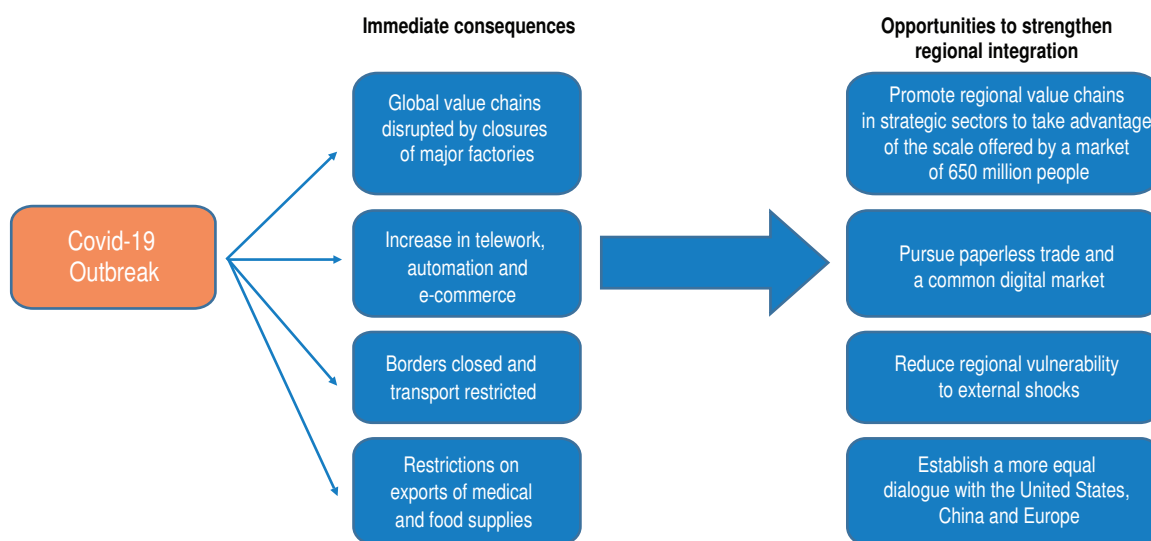 Immediate consequences
Opportunities to strengthen
regional integration
Covid-19
Outbreak
Global value chains
disrupted by closures
of major factories
Increase in telework,
automation and
e-commerce
Borders closed and
transport restricted
Restrictions on
exports of medical
and food supplies
Promote regional value chains
in strategic sectors to take advantage
of the scale offered by a market
of 650 million people
Pursue paperless trade and
a common digital market
Reduce regional vulnerability
to external shocks
Establish a more equal
dialogue with the United States,
China and Europe